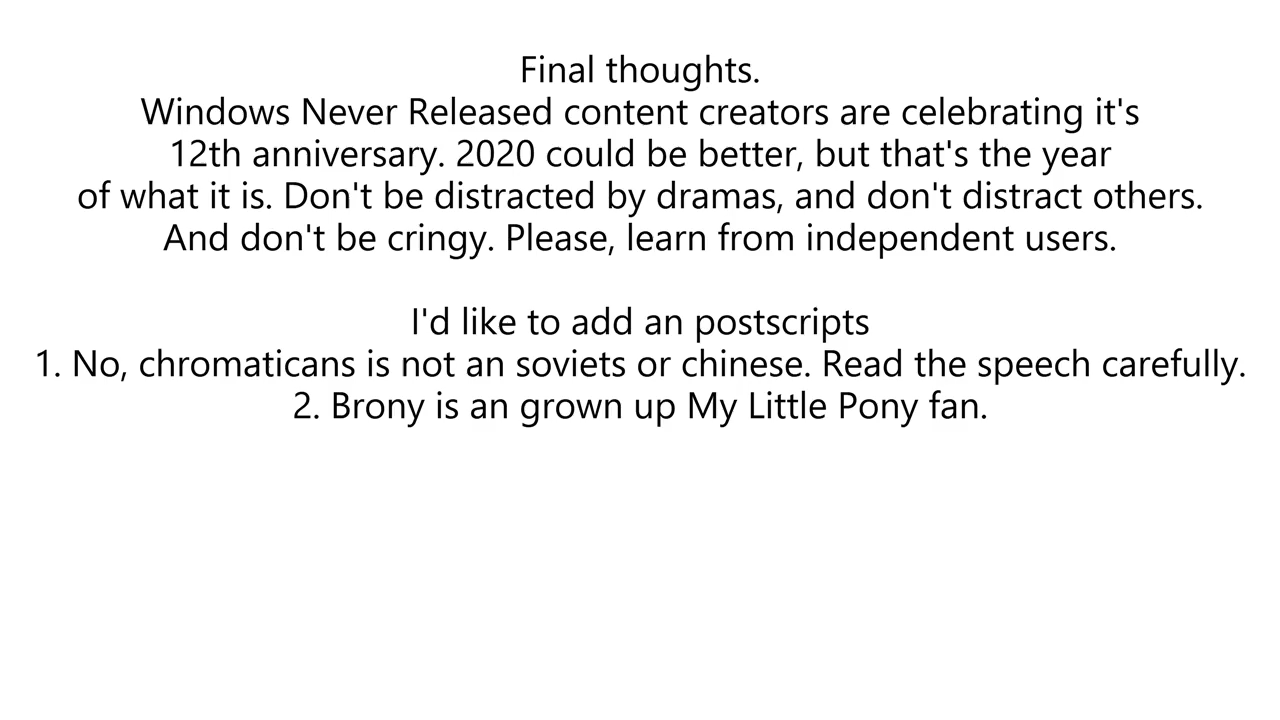 Final thoughts.
Windows Never Released content creators are celebrating it's
12th anniversary. 2020 could be better, but that's the year
of what it is. Don't be distracted by dramas, and don't distract others.
And don't be cringy. Please, learn from independent users.
I'd like to add an postscripts
1. No, chromaticans is not an soviets or chinese. Read the speech carefully.
2. Brony is an grown up My Little Pony fan.